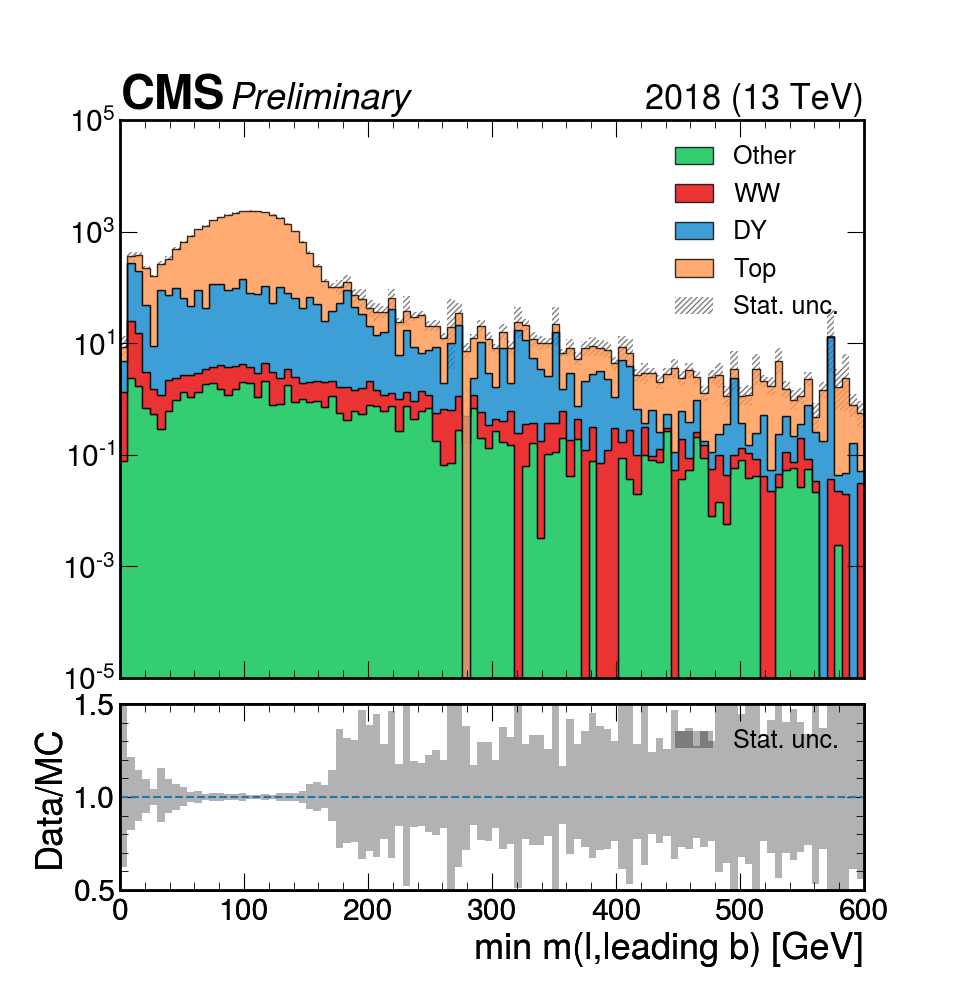 CMS Preliminary 2018 (13 TeV)
10^5
10^3
10^1
10^-1
10^-3
10^-5
Other
WW
DY
Top
Stat. unc.
1.5
1.0
0.5
Data/MC
Stat. unc.
0 100 200 300 400 500 600
min m(l,leading b) [GeV]